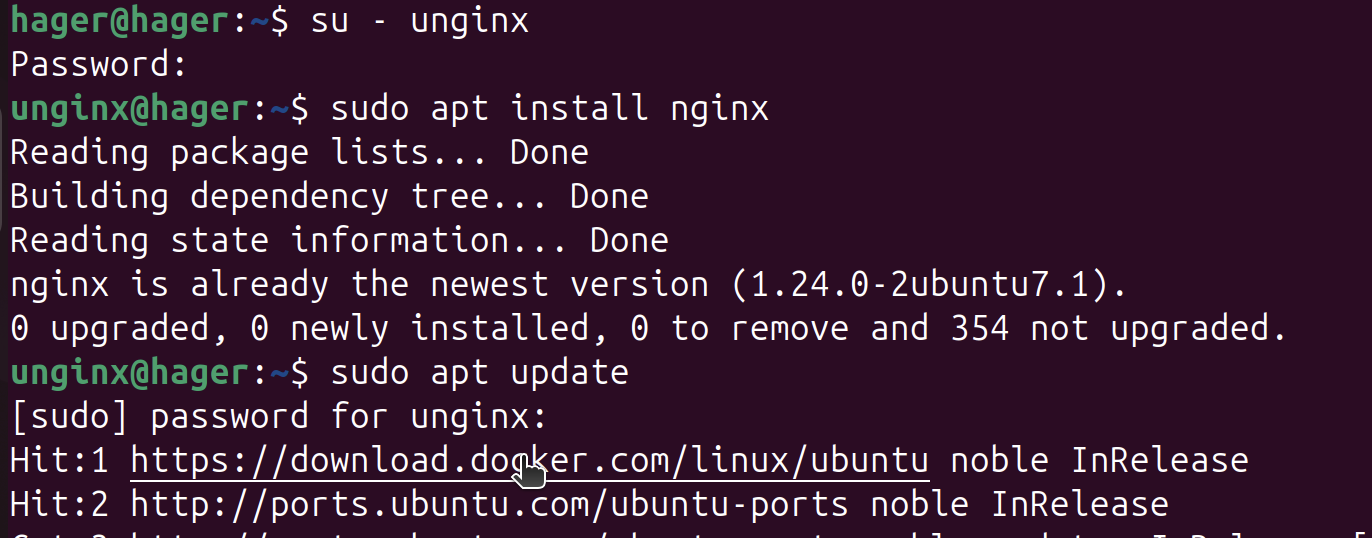 hager@hager:~$ su - unginx
Password:
unginx@hager:~$ sudo apt install nginx
Reading package lists... Done
Building dependency tree... Done
Reading state information... Done
nginx is already the newest version (1.24.0-2ubuntu7.1).
0 upgraded, 0 newly installed, 0 to remove and 354 not upgraded.
unginx@hager:~$ sudo apt update
[sudo] password for unginx:
Hit:1 https://download.docker.com/linux/ubuntu noble InRelease
Hit:2 http://ports.ubuntu.com/ubuntu-ports noble InRelease